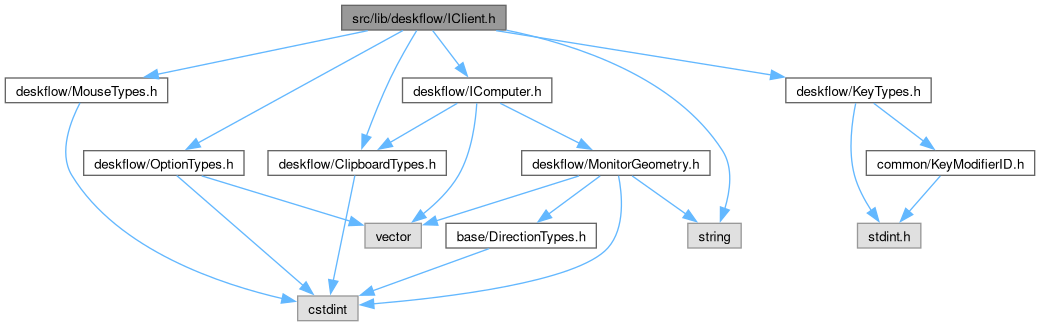 src/lib/deskflow/IClient.h
deskflow/MouseTypes.h
deskflow/IComputer.h
deskflow/KeyTypes.h
deskflow/OptionTypes.h
deskflow/ClipboardTypes.h
deskflow/MonitorGeometry.h
common/KeyModifierID.h
vector
base/DirectionTypes.h
string
stdint.h
cstdint